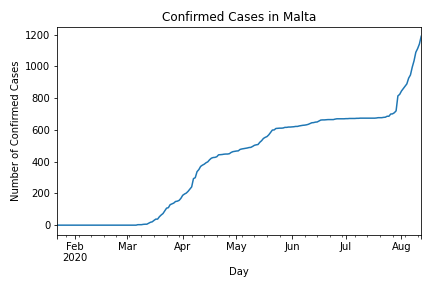 Confirmed Cases in Malta
1200
1000
800
600
400
200
0
Number of Confirmed Cases
Feb Mar Apr May Jun Jul Aug
2020
Day